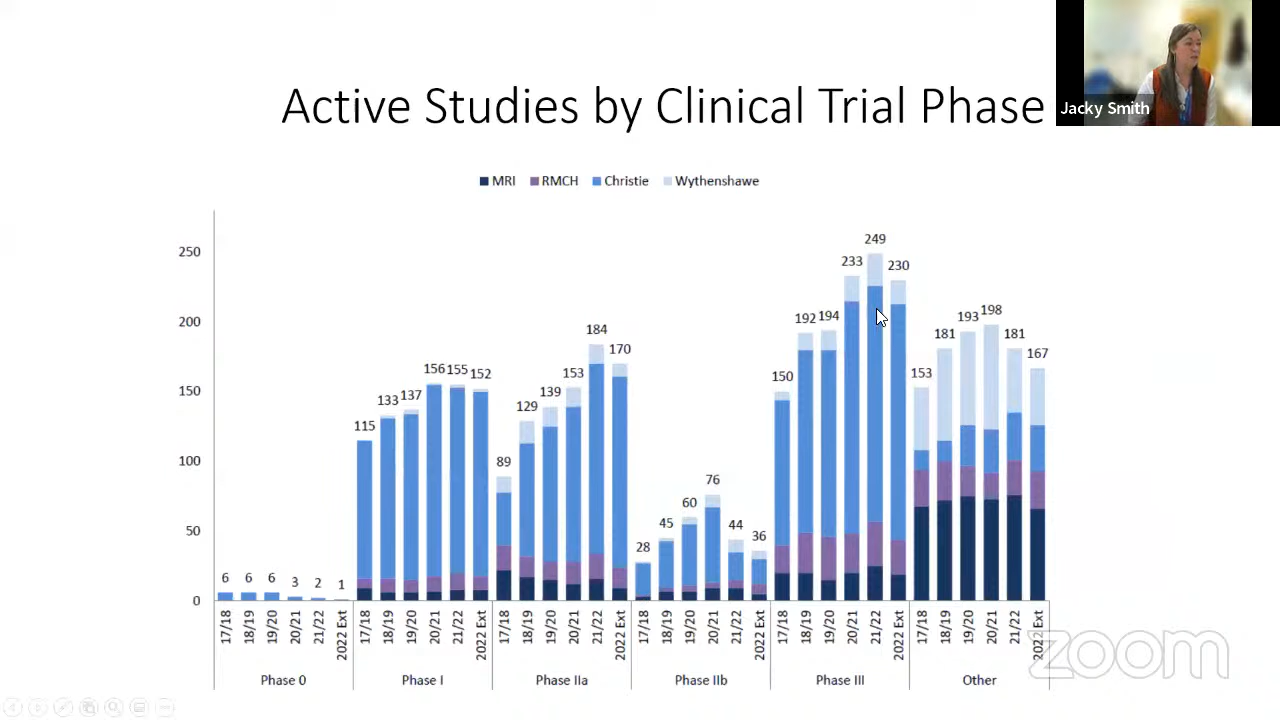 Active Studies by Clinical Trial Phase
Jacky Smith
MRI RMCH Christie Wythenshawe
250
200
150
100
50
0
6 6 6 3 2 1
115 133 137 156 155 152
89 129 139 153 184 170
28 45 60 76 44 36
150 192 194 233 249 230
153 181 193 198 181 167
17/18 18/19 19/20 20/21 21/22 2022 Ext
17/18 18/19 19/20 20/21 21/22 2022 Ext
17/18 18/19 19/20 20/21 21/22 2022 Ext
17/18 18/19 19/20 20/21 21/22 2022 Ext
17/18 18/19 19/20 20/21 21/22 2022 Ext
17/18 18/19 19/20 20/21 21/22 2022 Ext
Phase 0 Phase I Phase IIa Phase IIb Phase III Other
zoom